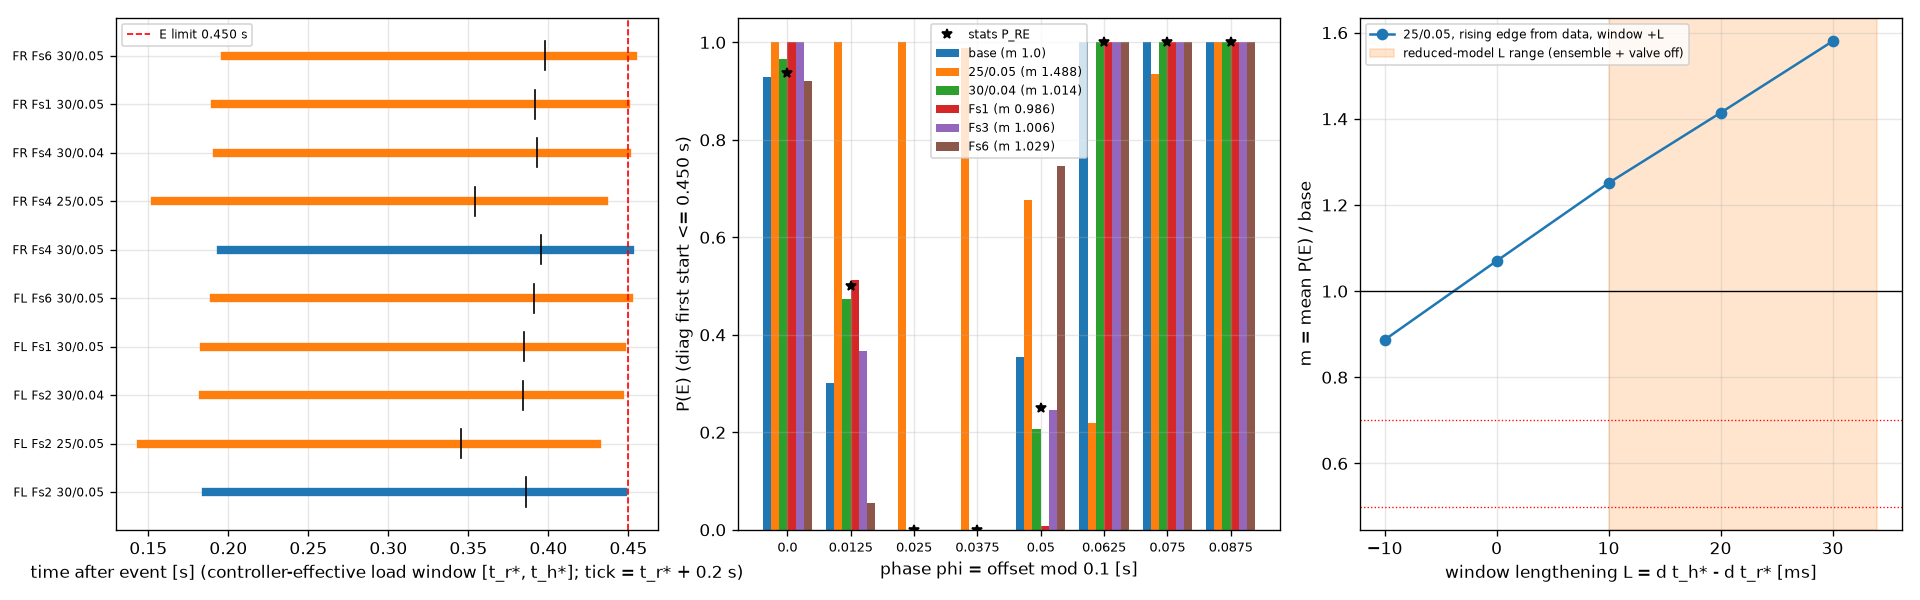 E limit 0.450 s
FR Fs6 30/0.05
FR Fs1 30/0.05
FR Fs4 30/0.04
FR Fs4 25/0.05
FR Fs4 30/0.05
FL Fs6 30/0.05
FL Fs1 30/0.05
FL Fs2 30/0.04
FL Fs2 25/0.05
FL Fs2 30/0.05
0.15 0.20 0.25 0.30 0.35 0.40 0.45
time after event [s] (controller-effective load window [t_r*, t_h*]; tick = t_r* + 0.2 s)
P(E) (diag first start <= 0.450 s)
1.0
0.8
0.6
0.4
0.2
0.0
stats P_RE
base (m 1.0)
25/0.05 (m 1.488)
30/0.04 (m 1.014)
Fs1 (m 0.986)
Fs3 (m 1.006)
Fs6 (m 1.029)
0.0 0.0125 0.025 0.0375 0.05 0.0625 0.075 0.0875
phase phi = offset mod 0.1 [s]
m = mean P(E) / base
1.6
1.4
1.2
1.0
0.8
0.6
25/0.05, rising edge from data, window +L
reduced-model L range (ensemble + valve off)
−10 0 10 20 30
window lengthening L = d t_h* - d t_r* [ms]